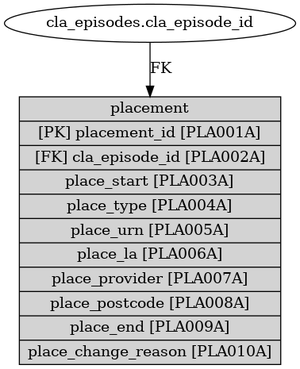 cla_episodes.cla_episode_id
FK
placement
[PK] placement_id [PLA001A]
[FK] cla_episode_id [PLA002A]
place_start [PLA003A]
place_type [PLA004A]
place_urn [PLA005A]
place_la [PLA006A]
place_provider [PLA007A]
place_postcode [PLA008A]
place_end [PLA009A]
place_change_reason [PLA010A]